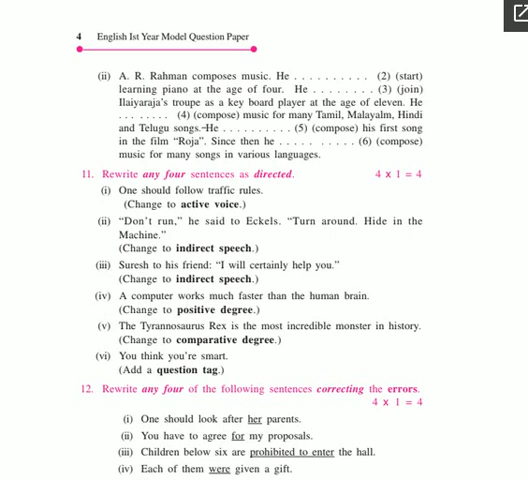 4 English Ist Year Model Question Paper
(ii) A. R. Rahman composes music. He . . . . . . . . . . (2) (start)
learning piano at the age of four. He . . . . . . . . (3) (join)
Ilaiyaraja's troupe as a key board player at the age of eleven. He
. . . . . . . . (4) (compose) music for many Tamil, Malayalm, Hindi
and Telugu songs. He . . . . . . . . . . (5) (compose) his first song
in the film “Roja”. Since then he . . . . . . . . . . (6) (compose)
music for many songs in various languages.
11. Rewrite any four sentences as directed. 4 x 1 = 4
(i) One should follow traffic rules.
(Change to active voice.)
(ii) “Don't run,” he said to Eckels. “Turn around. Hide in the
Machine.”
(Change to indirect speech.)
(iii) Suresh to his friend: “I will certainly help you.”
(Change to indirect speech.)
(iv) A computer works much faster than the human brain.
(Change to positive degree.)
(v) The Tyrannosaurus Rex is the most incredible monster in history.
(Change to comparative degree.)
(vi) You think you're smart.
(Add a question tag.)
12. Rewrite any four of the following sentences correcting the errors.
4 x 1 = 4
(i) One should look after her parents.
(ii) You have to agree for my proposals.
(iii) Children below six are prohibited to enter the hall.
(iv) Each of them were given a gift.